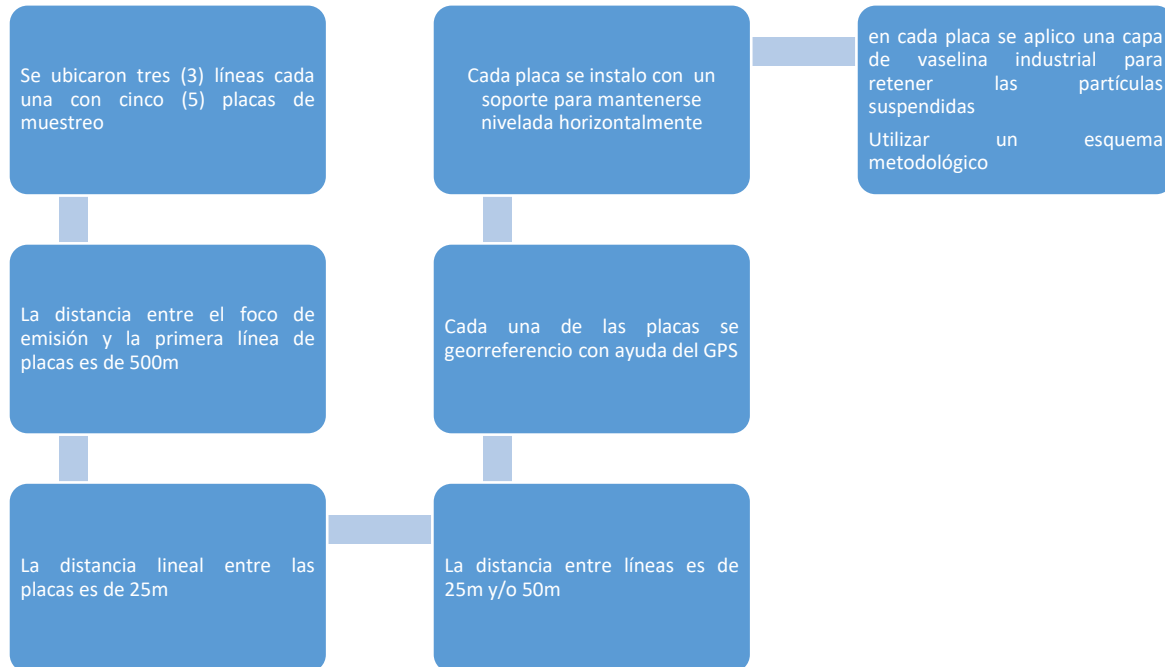 Se ubicaron tres (3) líneas cada
una con cinco (5) placas de
muestreo
La distancia entre el foco de
emisión y la primera línea de
placas es de 500m
La distancia lineal entre las
placas es de 25m
La distancia entre líneas es de
25m y/o 50m
Cada una de las placas se
georreferencio con ayuda del GPS
Cada placa se instalo con un
soporte para mantenerse
nivelada horizontalmente
en cada placa se aplico una capa
de vaselina industrial para
retener las partículas
suspendidas
Utilizar un esquema
metodológico